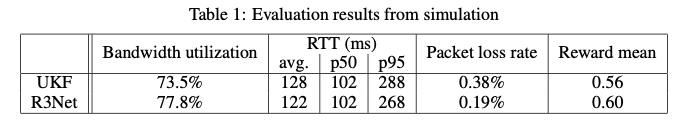 Table 1: Evaluation results from simulation
Bandwidth utilization RTT (ms) Packet loss rate Reward mean
avg. p50 p95
UKF 73.5% 128 102 288 0.38% 0.56
R3Net 77.8% 122 102 268 0.19% 0.60